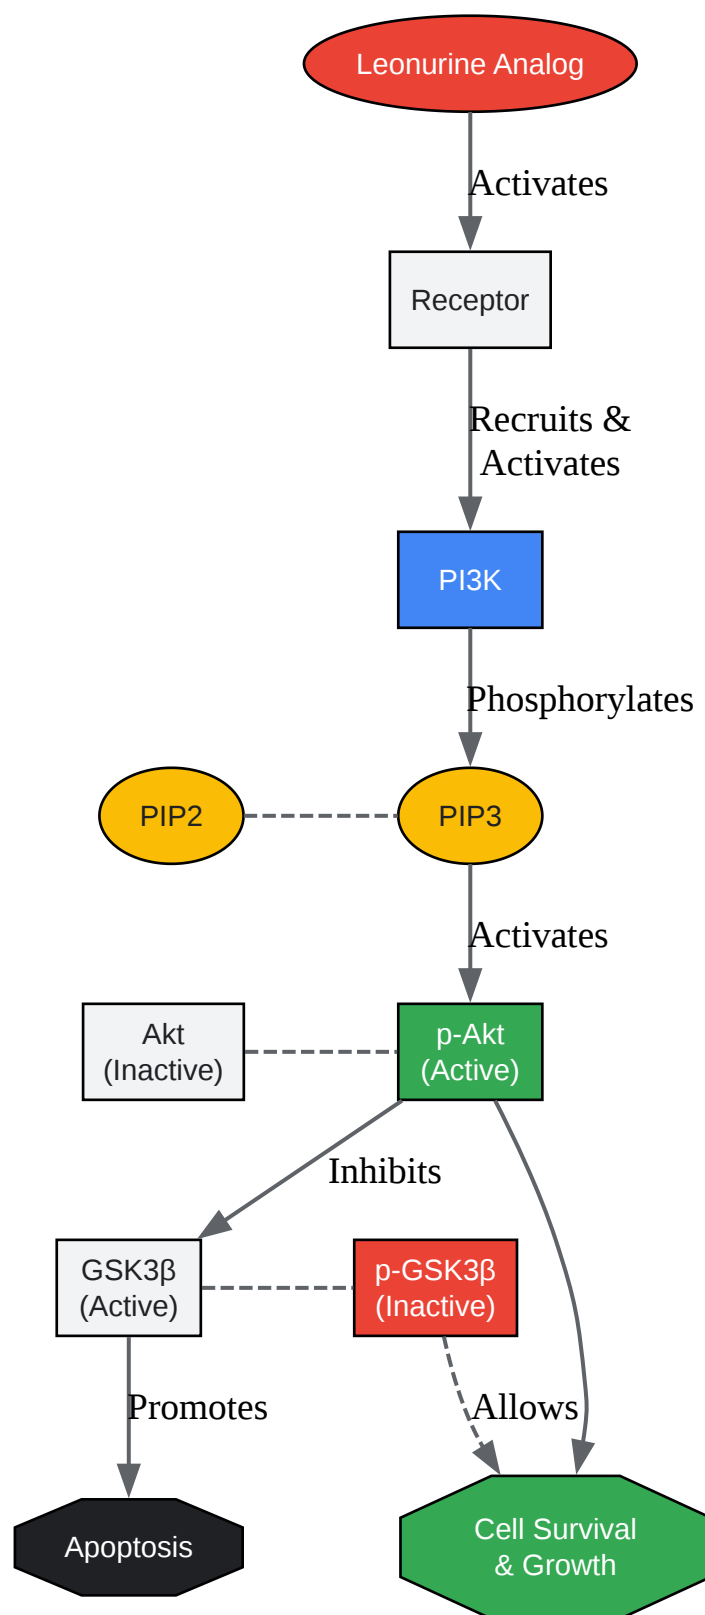 Leonurine Analog
Activates
Receptor
Recruits &
Activates
PI3K
Phosphorylates
PIP2
PIP3
Activates
Akt
(Inactive)
p-Akt
(Active)
Inhibits
GSK3β
(Active)
p-GSK3β
(Inactive)
Promotes
Allows
Apoptosis
Cell Survival
& Growth